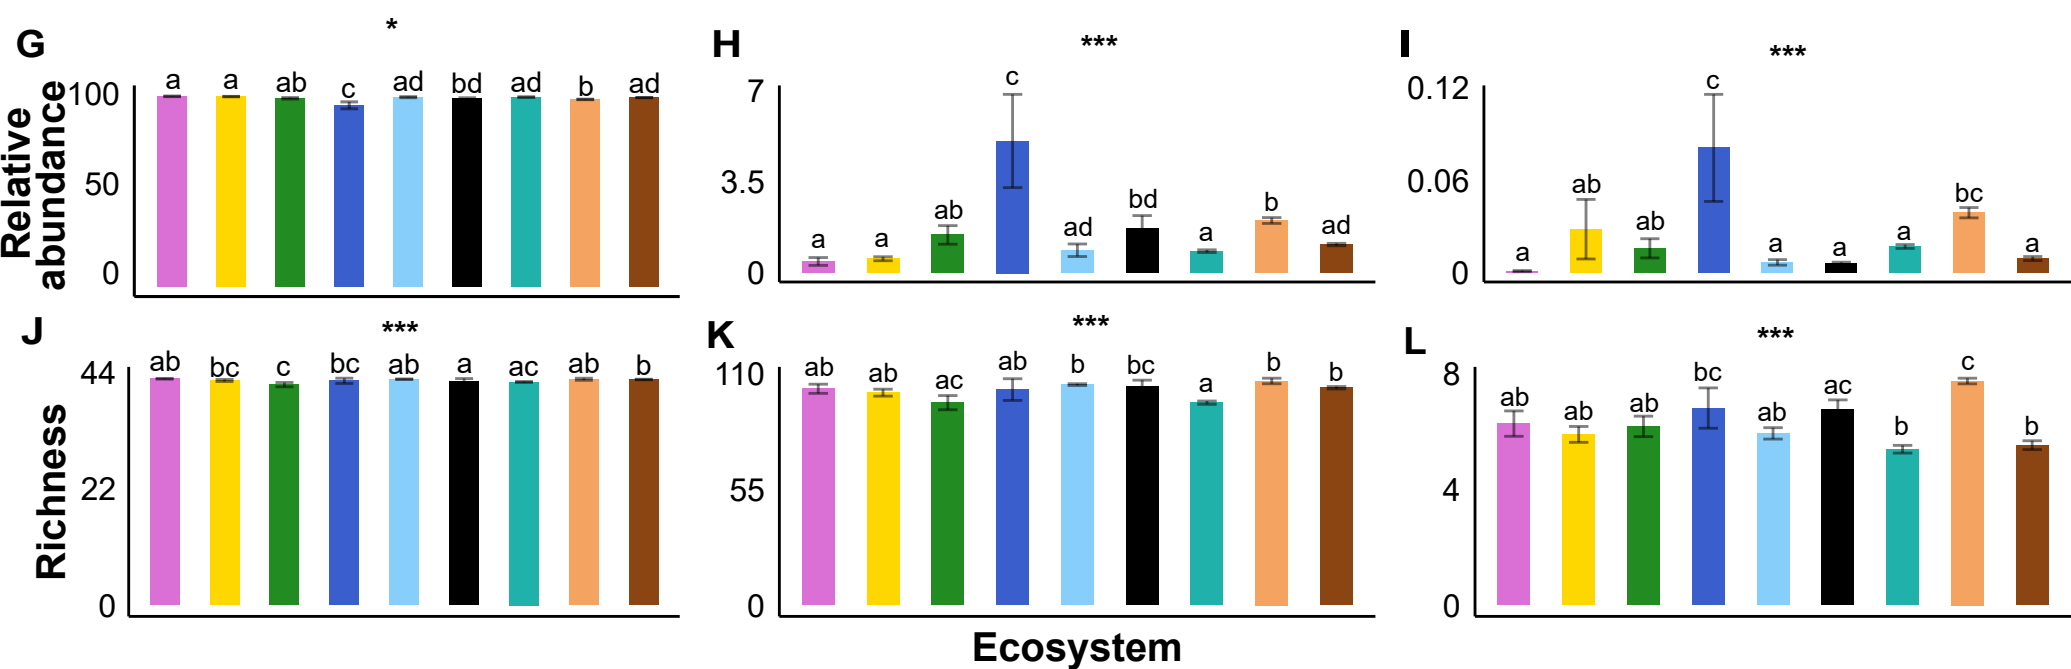 G
*
Relative
abundance
100
50
0
a a ab c ad bd ad b ad
H
***
7
3.5
0
a a ab c ad bd a b ad
I
***
0.12
0.06
0
a ab ab c a a a bc a
J
***
Richness
44
22
0
ab bc c bc ab a ac ab b
K
***
110
55
0
ab ab ac ab b bc a b b
L
***
8
4
0
ab ab ab bc ab ac b c b
Ecosystem